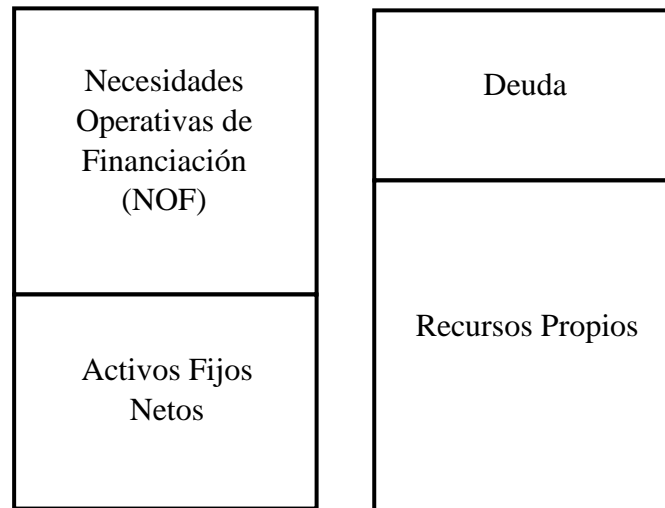 Necesidades
Operativas de
Financiación
(NOF)
Activos Fijos
Netos
Deuda
Recursos Propios